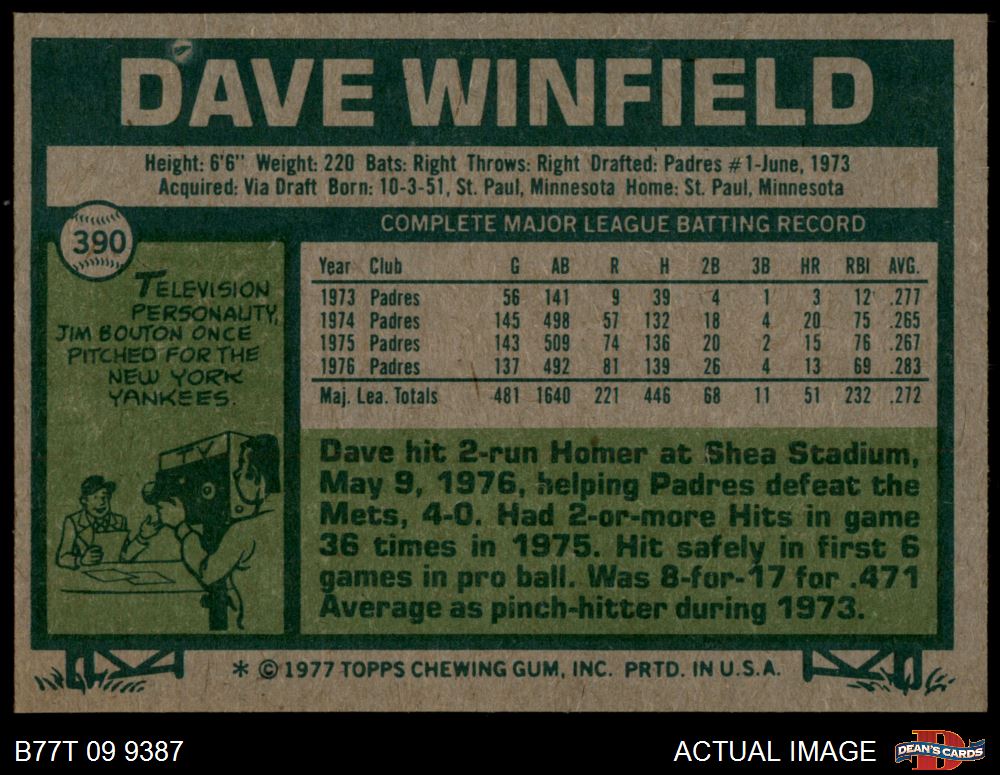 DAVE WINFIELD
Height: 6'6" Weight: 220 Bats: Right Throws: Right Drafted: Padres #1-June, 1973
Acquired: Via Draft Born: 10-3-51, St. Paul, Minnesota Home: St. Paul, Minnesota
390
TELEVISION
PERSONALITY,
JIM BOUTON ONCE
PITCHED FOR THE
NEW YORK
YANKEES.
TV
COMPLETE MAJOR LEAGUE BATTING RECORD
Year Club G AB R H 2B 3B HR RBI AVG.
1973 Padres 56 141 9 39 4 1 3 12 .277
1974 Padres 145 498 57 132 18 4 20 75 .265
1975 Padres 143 509 74 136 20 2 15 76 .267
1976 Padres 137 492 81 139 26 4 13 69 .283
Maj. Lea. Totals 481 1640 221 446 68 11 51 232 .272
Dave hit 2-run Homer at Shea Stadium,
May 9, 1976, helping Padres defeat the
Mets, 4-0. Had 2-or-more Hits in game
36 times in 1975. Hit safely in first 6
games in pro ball. Was 8-for-17 for .471
Average as pinch-hitter during 1973.
* © 1977 TOPPS CHEWING GUM, INC. PRTD. IN U.S.A.
B77T 09 9387
ACTUAL IMAGE
D
DEAN'S CARDS